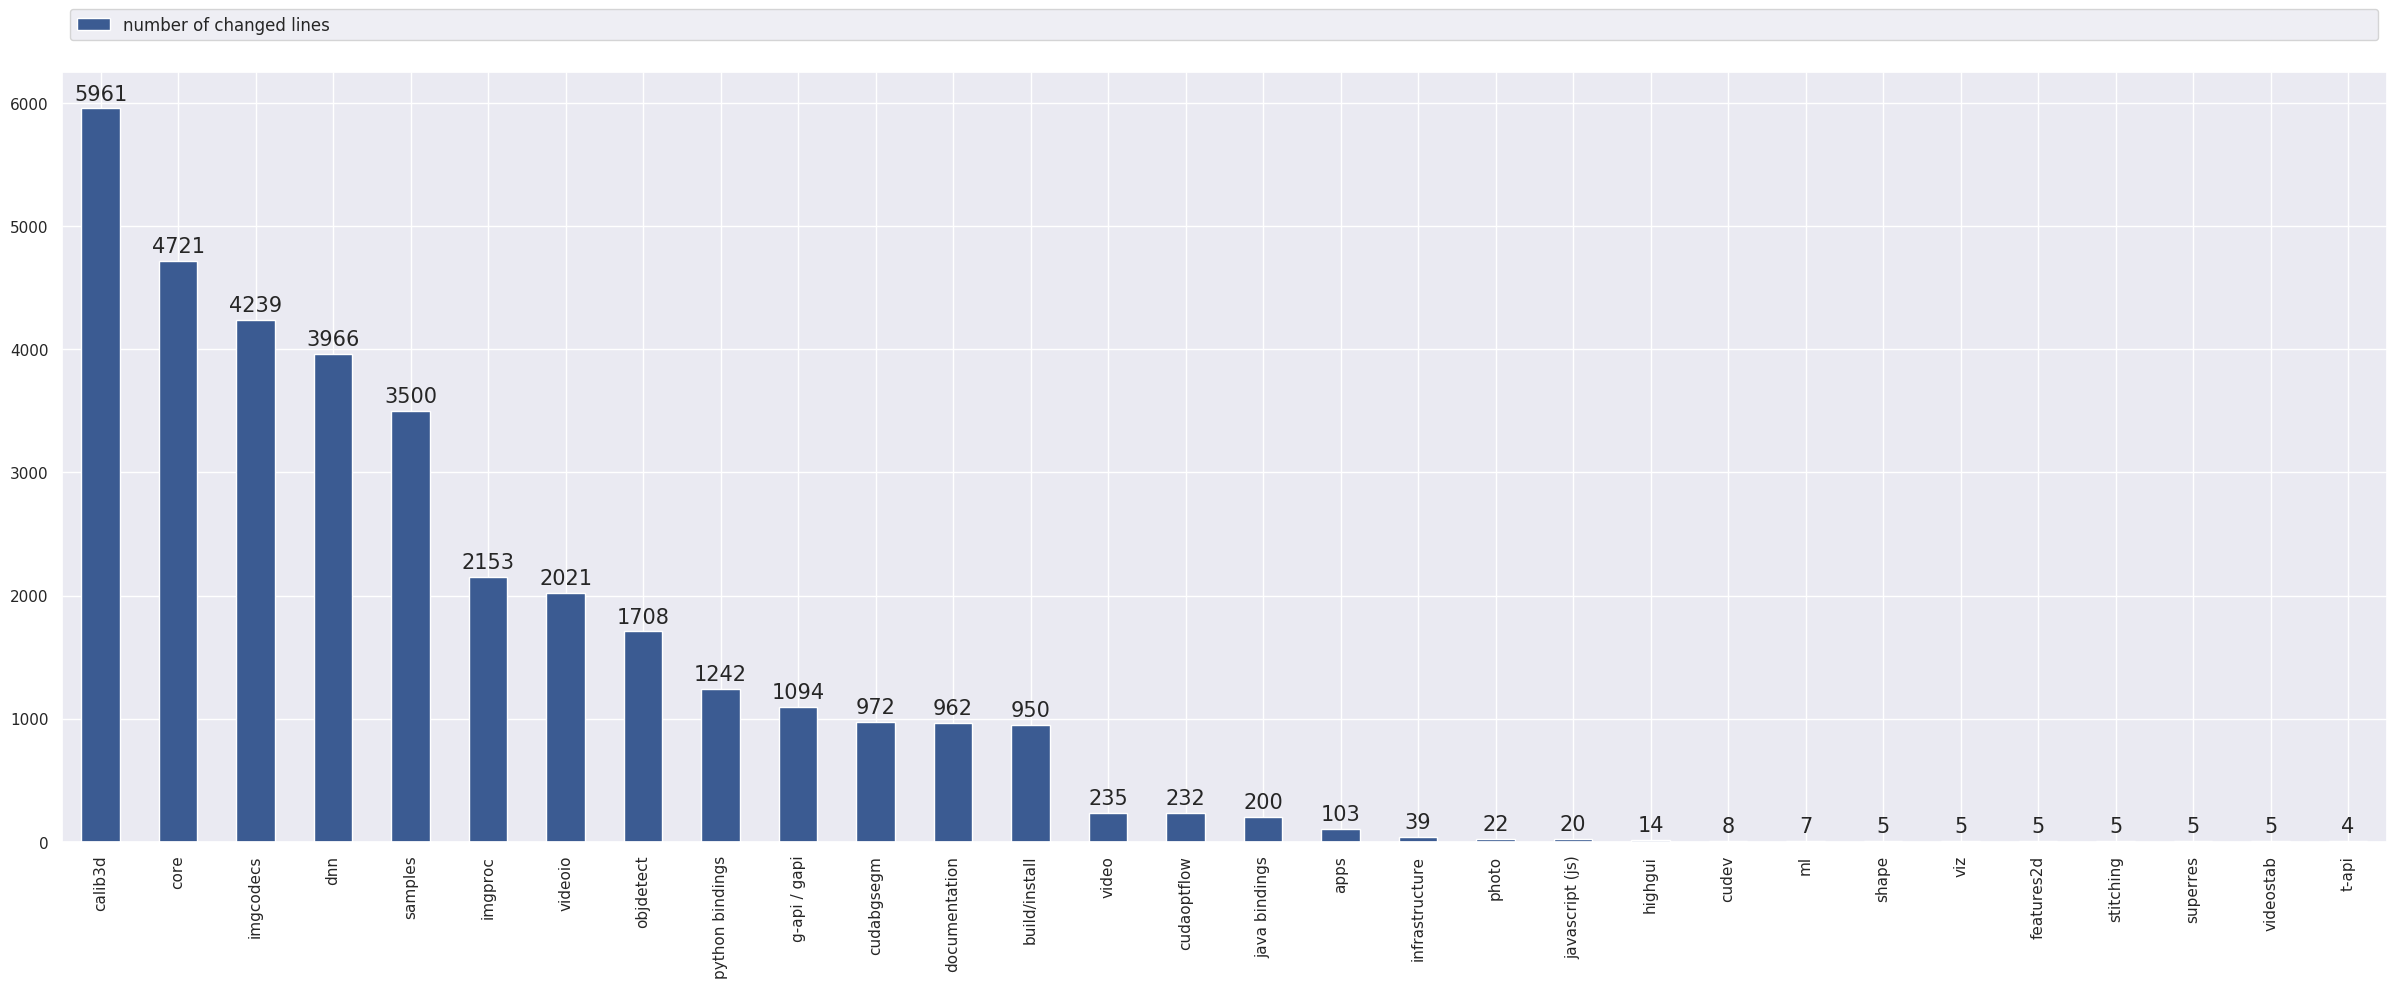 number of changed lines
6000
5000
4000
3000
2000
1000
0
5961
4721
4239
3966
3500
2153
2021
1708
1242
1094
972
962
950
235
232
200
103
39
22
20
14
8
7
5
5
5
5
5
5
4
calib3d
core
imgcodecs
dnn
samples
imgproc
videoio
objdetect
python bindings
g-api / gapi
cudabgsegm
documentation
build/install
video
cudaoptflow
java bindings
apps
infrastructure
photo
javascript (js)
highgui
cudev
ml
shape
viz
features2d
stitching
superres
videostab
t-api